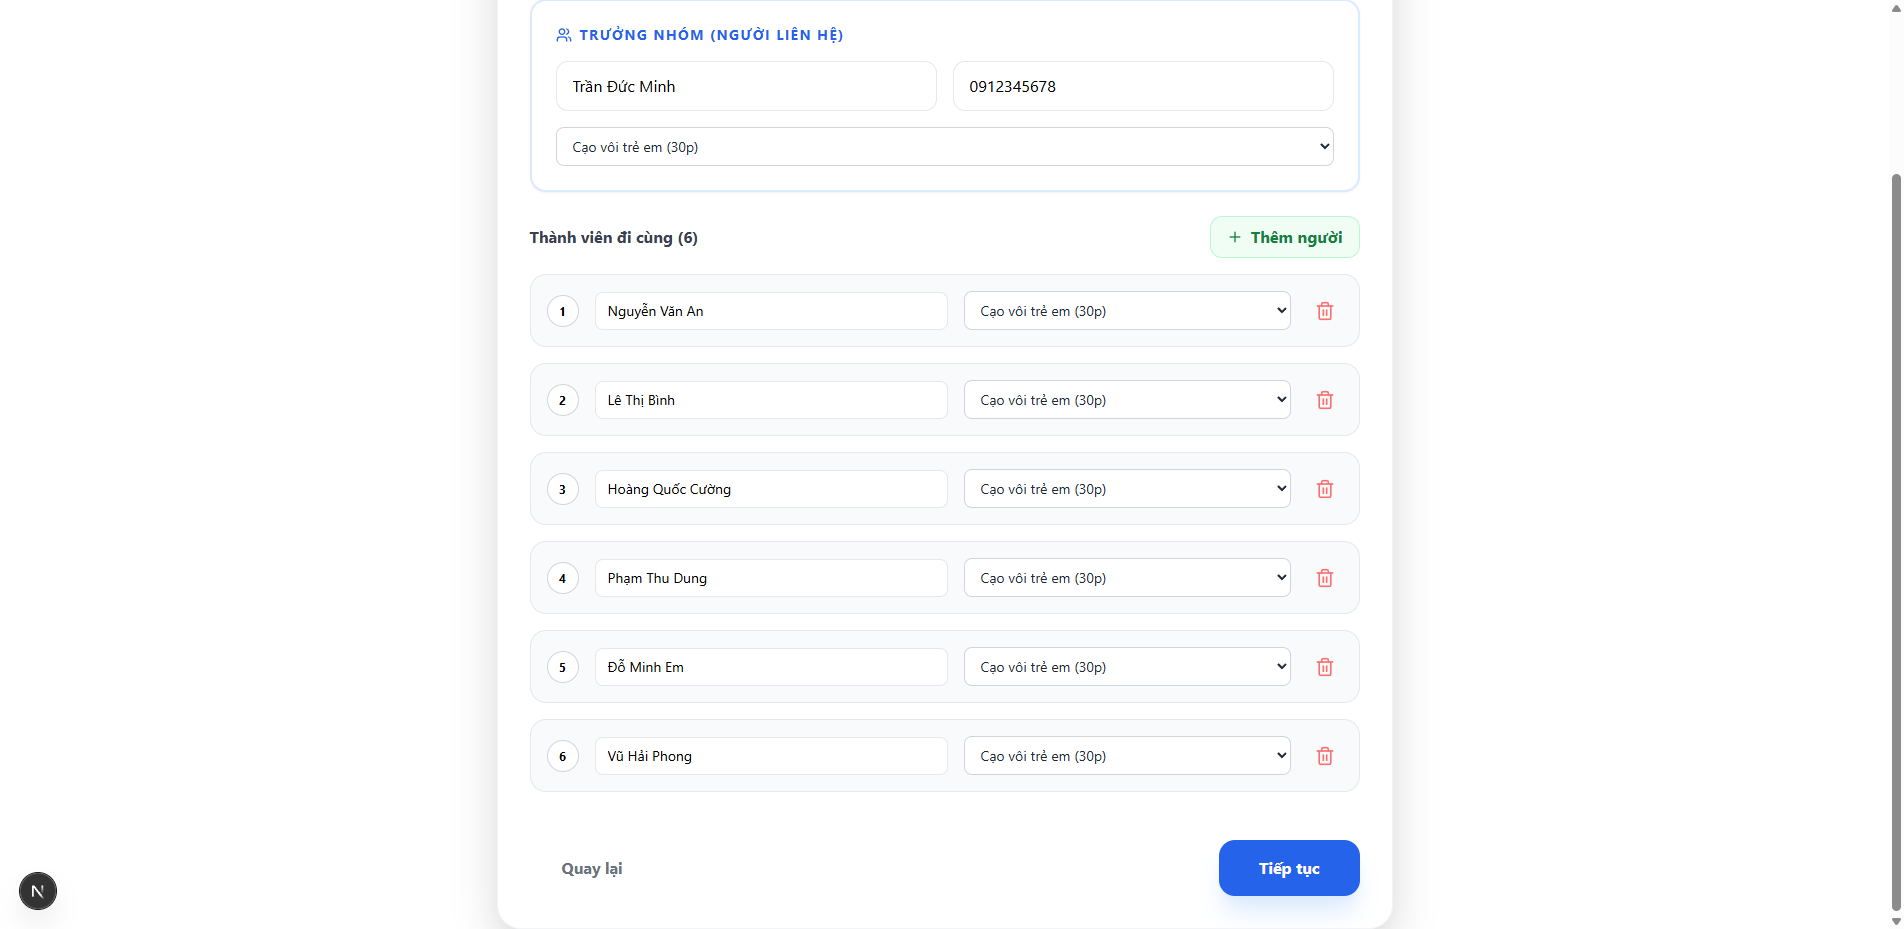 TRƯỞNG NHÓM (NGƯỜI LIÊN HỆ)
Trần Đức Minh
0912345678
Cạo vôi trẻ em (30p)
Thành viên đi cùng (6)
+ Thêm người
1 Nguyễn Văn An Cạo vôi trẻ em (30p)
2 Lê Thị Bình Cạo vôi trẻ em (30p)
3 Hoàng Quốc Cường Cạo vôi trẻ em (30p)
4 Phạm Thu Dung Cạo vôi trẻ em (30p)
5 Đỗ Minh Em Cạo vôi trẻ em (30p)
6 Vũ Hải Phong Cạo vôi trẻ em (30p)
Quay lại
Tiếp tục
N